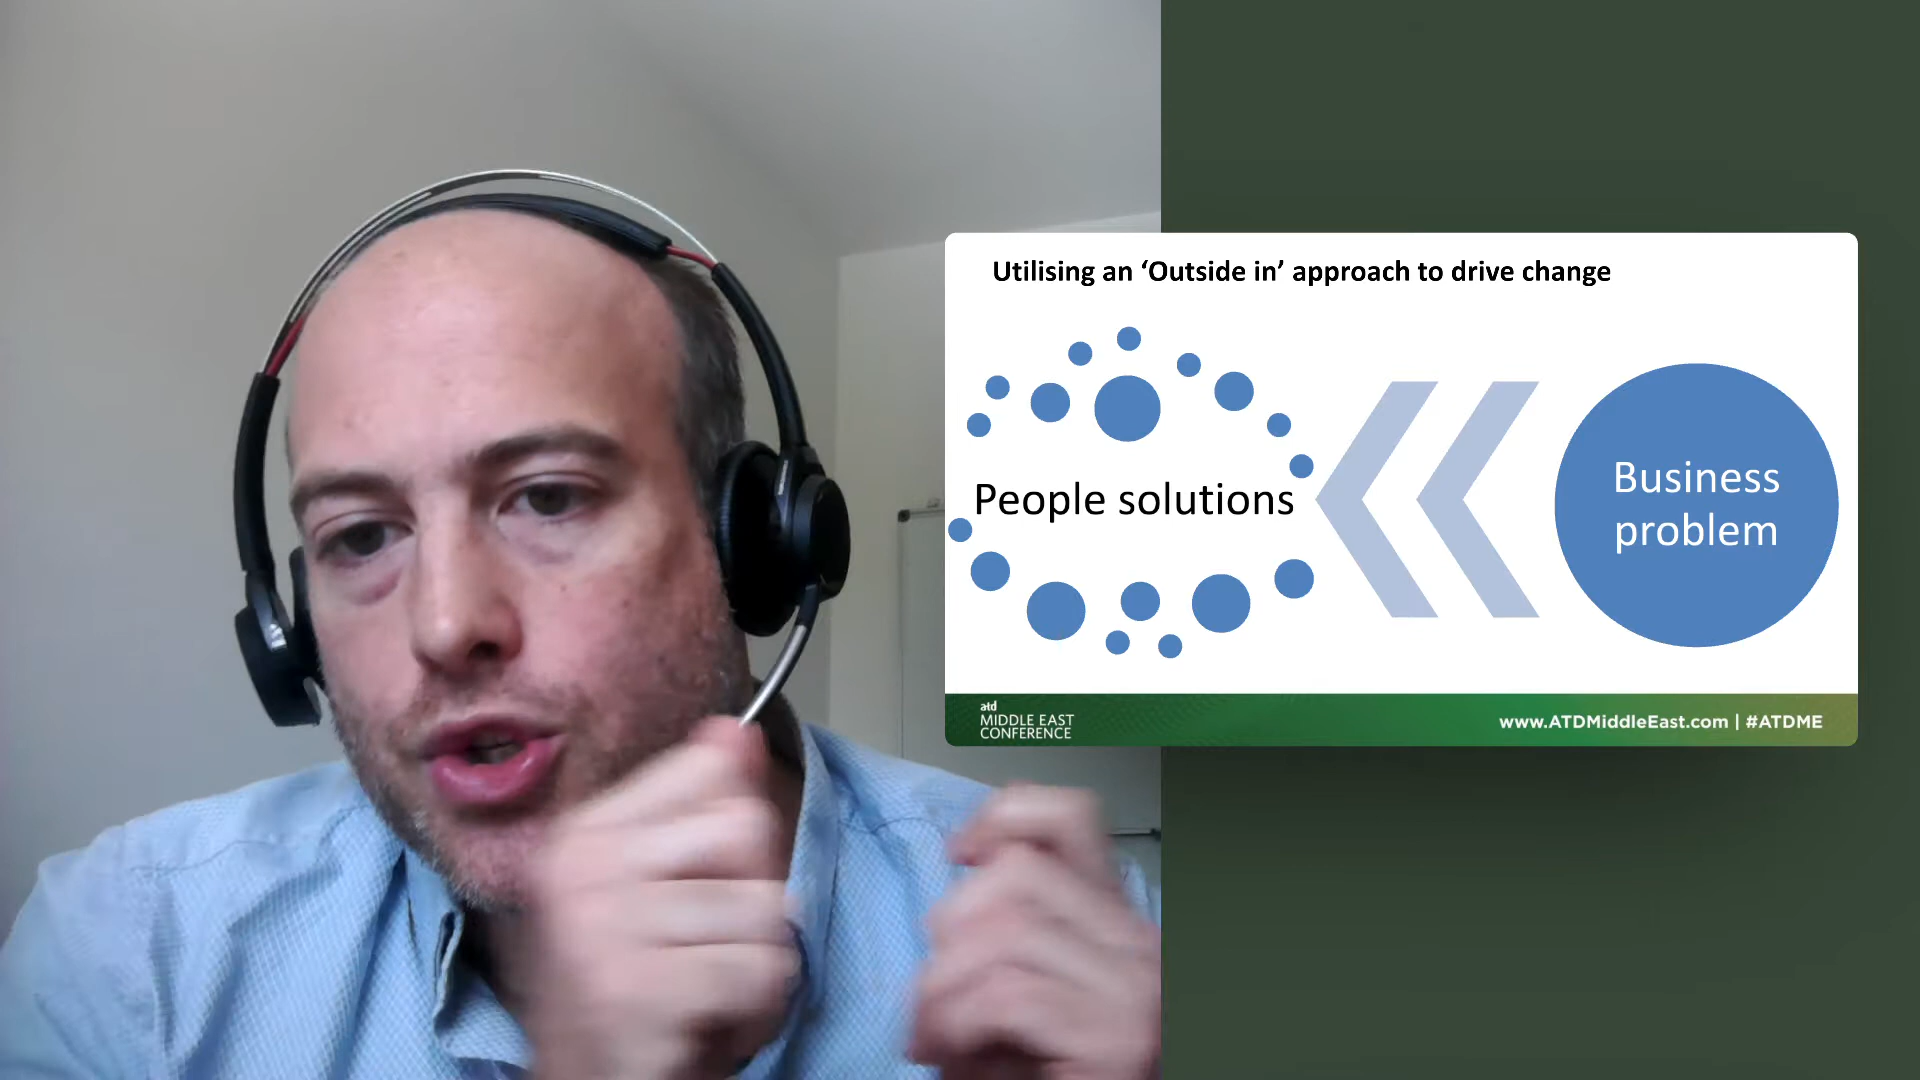 Utilising an ‘Outside in’ approach to drive change
People solutions
Business
problem
atd
MIDDLE EAST
CONFERENCE
www.ATDMiddleEast.com | #ATDME